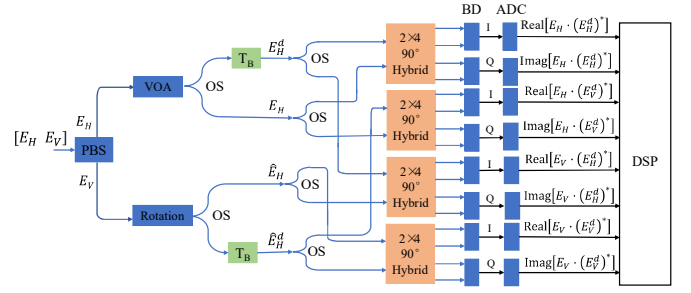 BD ADC
I Real[E_H · (E_H^d)^*]
Q Imag[E_H · (E_H^d)^*]
I Real[E_H · (E_V^d)^*]
Q Imag[E_H · (E_V^d)^*]
I Real[E_V · (E_H^d)^*]
Q Imag[E_V · (E_H^d)^*]
I Real[E_V · (E_V^d)^*]
Q Imag[E_V · (E_V^d)^*]
DSP
2×4
90°
Hybrid
2×4
90°
Hybrid
2×4
90°
Hybrid
2×4
90°
Hybrid
T_B
E_H^d
OS
VOA
OS
E_H
OS
E_H
[E_H E_V]
PBS
E_V
Rotation
OS
Ê_H
OS
T_B
Ê_H^d
OS